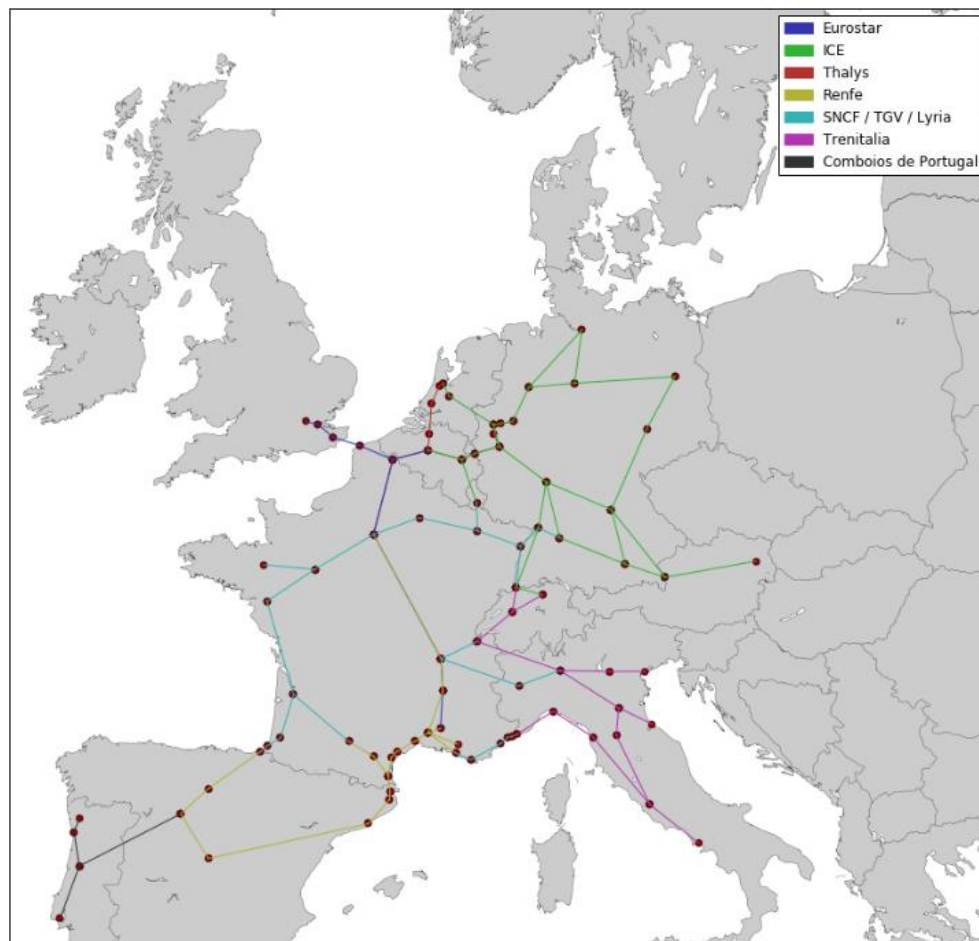 Eurostar
ICE
Thalys
Renfe
SNCF / TGV / Lyria
Trenitalia
Comboios de Portugal